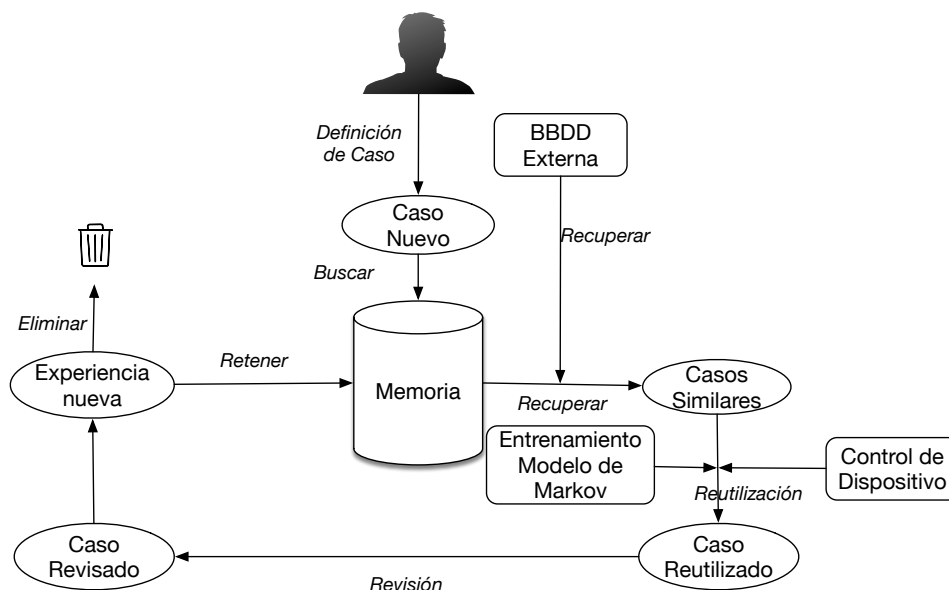 Definición
de Caso
BBDD
Externa
Caso
Nuevo
Recuperar
Buscar
Eliminar
Experiencia
nueva
Retener
Memoria
Recuperar
Casos
Similares
Entrenamiento
Modelo de
Markov
Control de
Dispositivo
Reutilización
Caso
Revisado
Revisión
Caso
Reutilizado